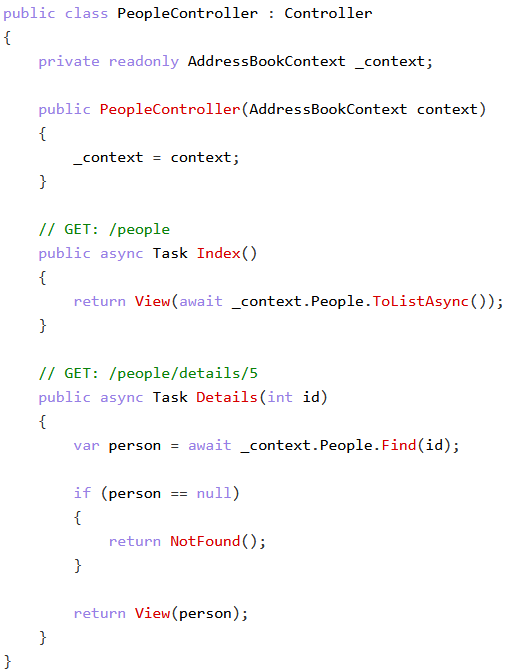 public class PeopleController : Controller
{
    private readonly AddressBookContext _context;

    public PeopleController(AddressBookContext context)
    {
        _context = context;
    }

    // GET: /people
    public async Task Index()
    {
        return View(await _context.People.ToListAsync());
    }

    // GET: /people/details/5
    public async Task Details(int id)
    {
        var person = await _context.People.Find(id);

        if (person == null)
        {
            return NotFound();
        }

        return View(person);
    }
}